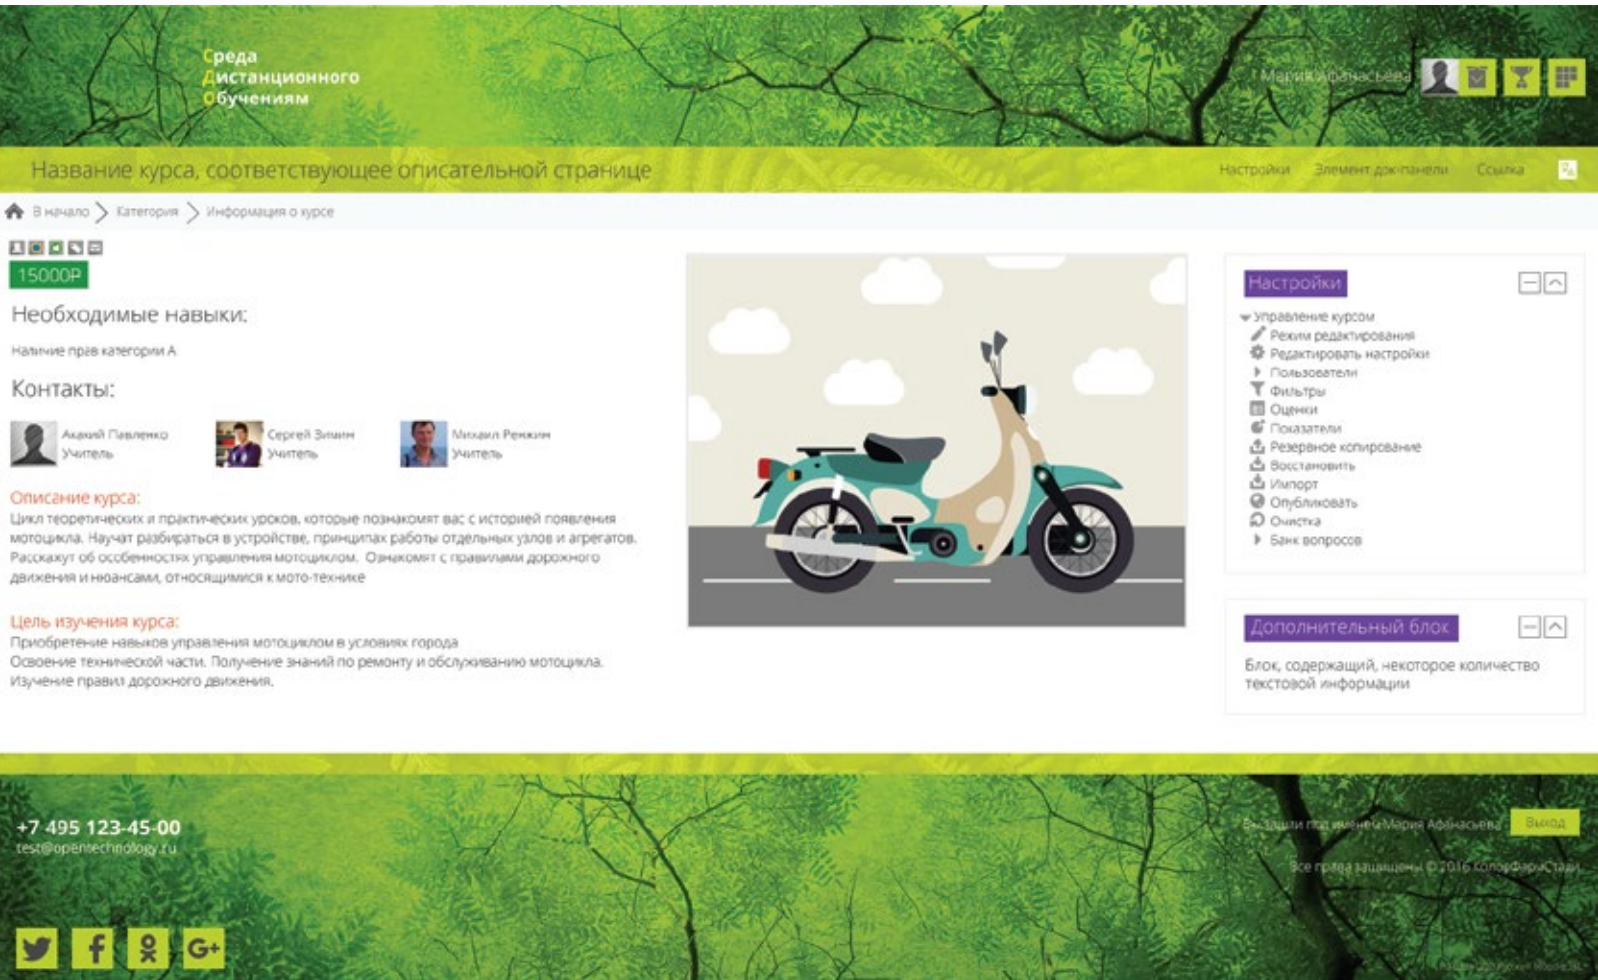 Среда
Дистанционного
Обучениям
Мария Афанасьева
Название курса, соответствующее описательной странице
Настройки
Элемент док-панели
Ссылка
В начало
Категория
Информация о курсе
15000Р
Необходимые навыки:
Наличие прав категории А
Контакты:
Акакий Павленко
Учитель
Сергей Зимин
Учитель
Михаил Ренжин
Учитель
Описание курса:
Цикл теоретических и практических уроков, которые познакомят вас с историей появления
мотоцикла. Научат разбираться в устройстве, принципах работы отдельных узлов и агрегатов.
Расскажут об особенностях управления мотоциклом. Ознакомят с правилами дорожного
движения и нюансами, относящимися к мото-технике
Цель изучения курса:
Приобретение навыков управления мотоциклом в условиях города
Освоение технической части. Получение знаний по ремонту и обслуживанию мотоцикла.
Изучение правил дорожного движения.
Настройки
Управление курсом
Режим редактирования
Редактировать настройки
Пользователи
Фильтры
Оценки
Показатели
Резервное копирование
Восстановить
Импорт
Опубликовать
Очистка
Банк вопросов
Дополнительный блок
Блок, содержащий, некоторое количество
текстовой информации
+7 495 123-45-00
test@opentechnology.ru
Вы зашли под именем Мария Афанасьева
Выход
Все права защищены © 2016
G+